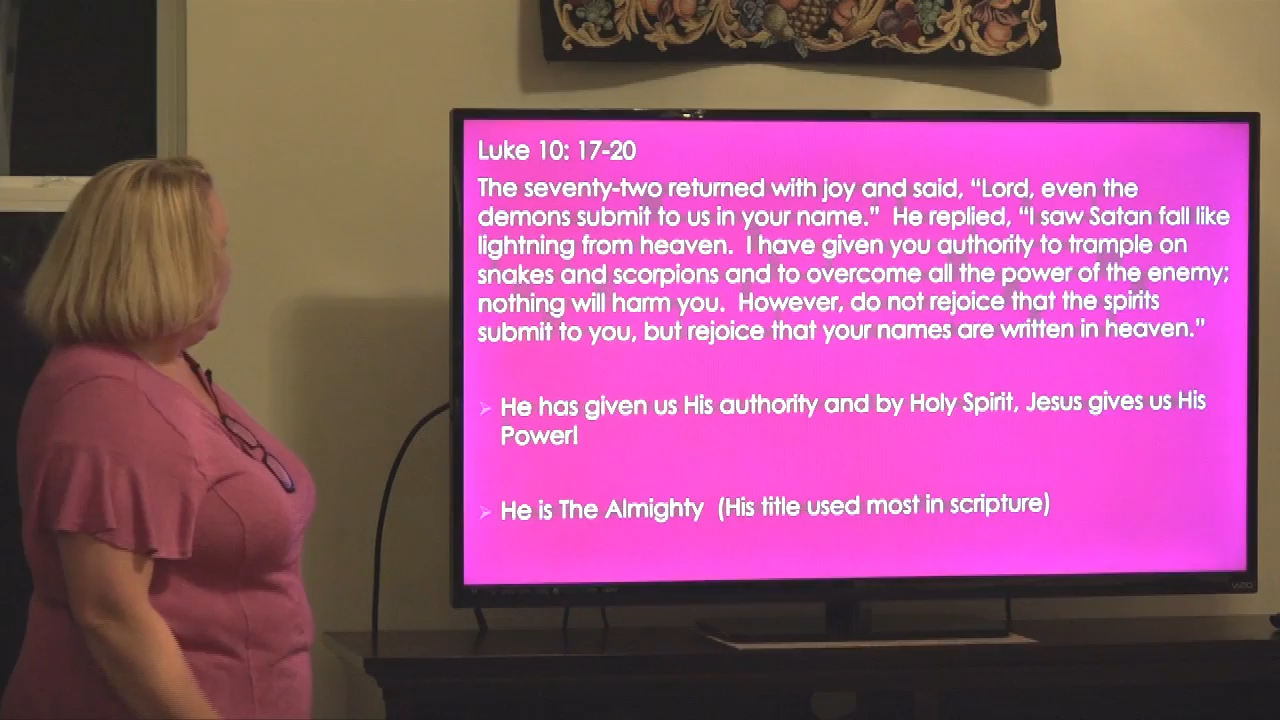 Luke 10: 17-20
The seventy-two returned with joy and said, “Lord, even the
demons submit to us in your name.”  He replied, “I saw Satan fall like
lightning from heaven.  I have given you authority to trample on
snakes and scorpions and to overcome all the power of the enemy;
nothing will harm you.  However, do not rejoice that the spirits
submit to you, but rejoice that your names are written in heaven.”
He has given us His authority and by Holy Spirit, Jesus gives us His
Power!
He is The Almighty  (His title used most in scripture)
VIZIO